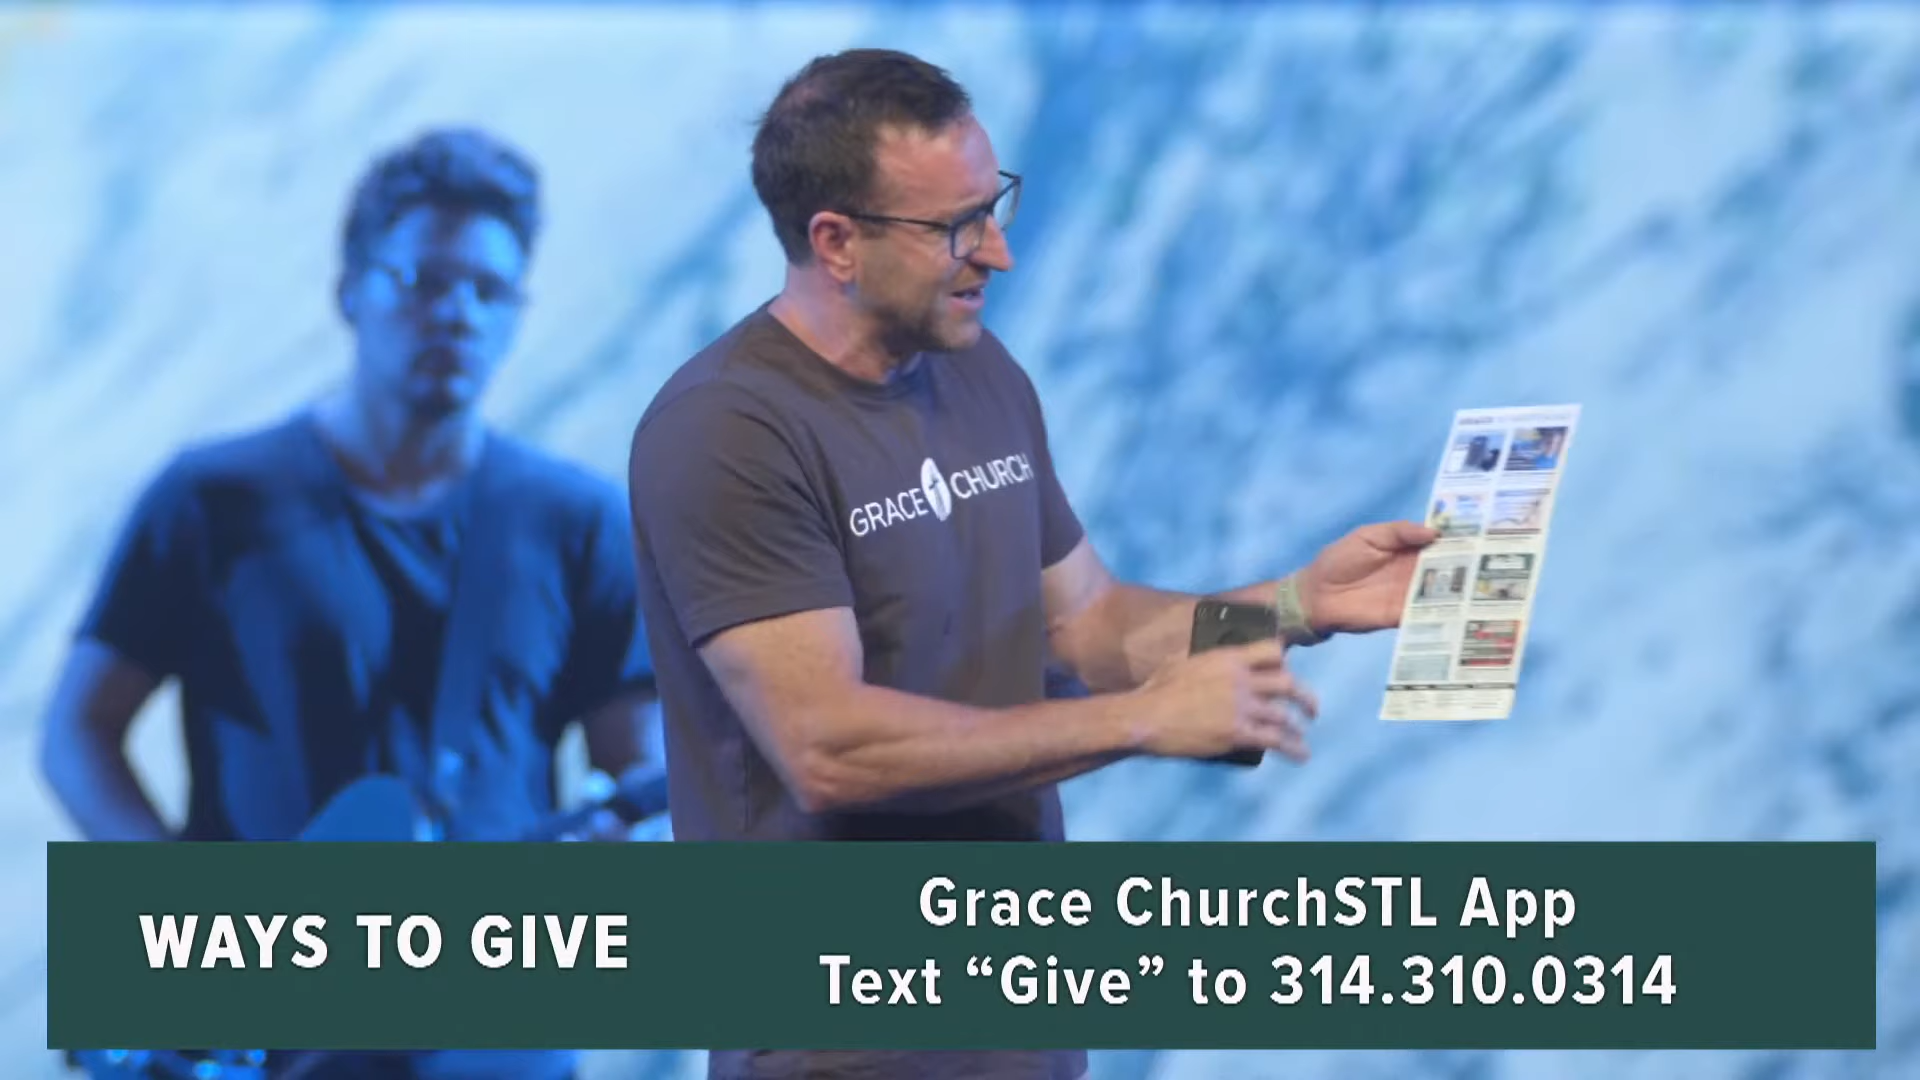 GRACE CHURCH
WAYS TO GIVE
Grace ChurchSTL App
Text “Give” to 314.310.0314